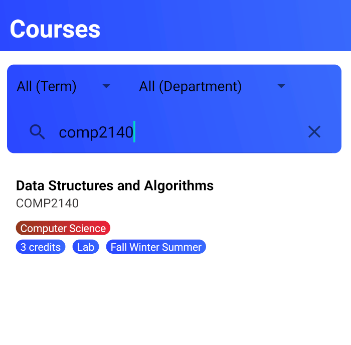 Courses
All (Term) All (Department)
comp2140
Data Structures and Algorithms
COMP2140
Computer Science
3 credits Lab Fall Winter Summer